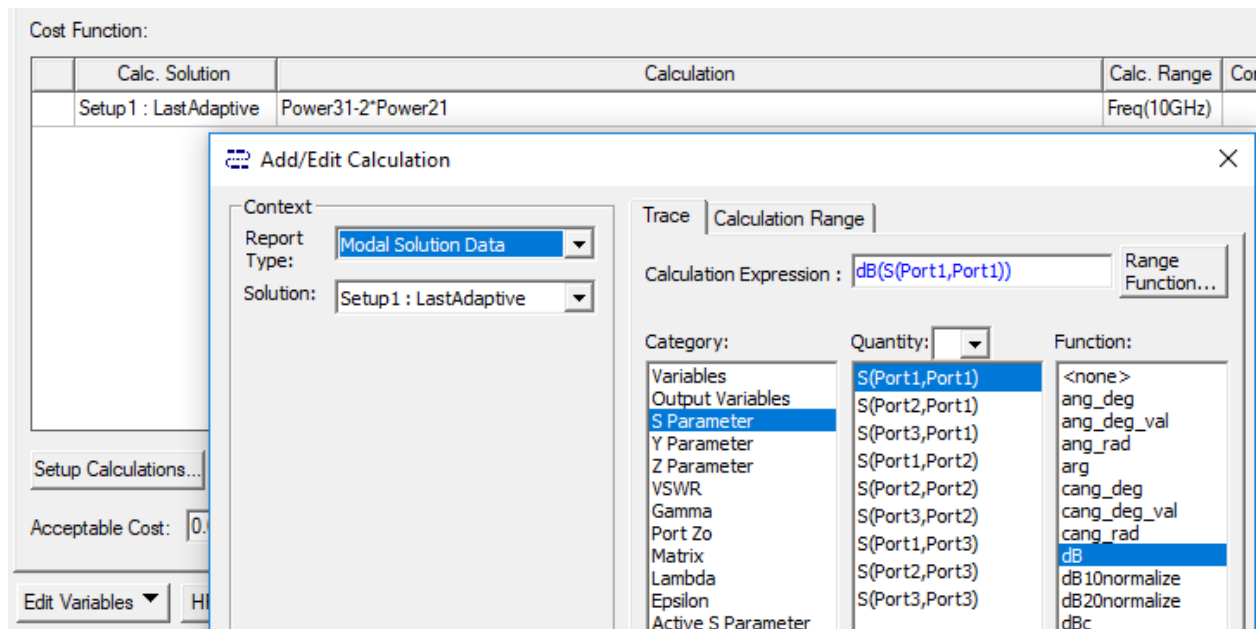 Cost Function:
Calc. Solution Calculation Calc. Range Cor
Setup1 : LastAdaptive Power31-2*Power21 Freq(10GHz)
Add/Edit Calculation
Context
Report Type: Modal Solution Data
Solution: Setup1 : LastAdaptive
Trace Calculation Range
Calculation Expression : dB(S(Port1,Port1)) Range Function...
Category: Quantity: Function:
Variables S(Port1,Port1) <none>
Output Variables S(Port2,Port1) ang_deg
S Parameter S(Port3,Port1) ang_deg_val
Y Parameter S(Port1,Port2) ang_rad
Z Parameter S(Port2,Port2) arg
VSWR S(Port3,Port2) cang_deg
Gamma S(Port1,Port3) cang_deg_val
Port Zo S(Port2,Port3) cang_rad
Matrix S(Port3,Port3) dB
Lambda dB10normalize
Epsilon dB20normalize
Active S Parameter dBc
Setup Calculations...
Acceptable Cost: 0.
Edit Variables